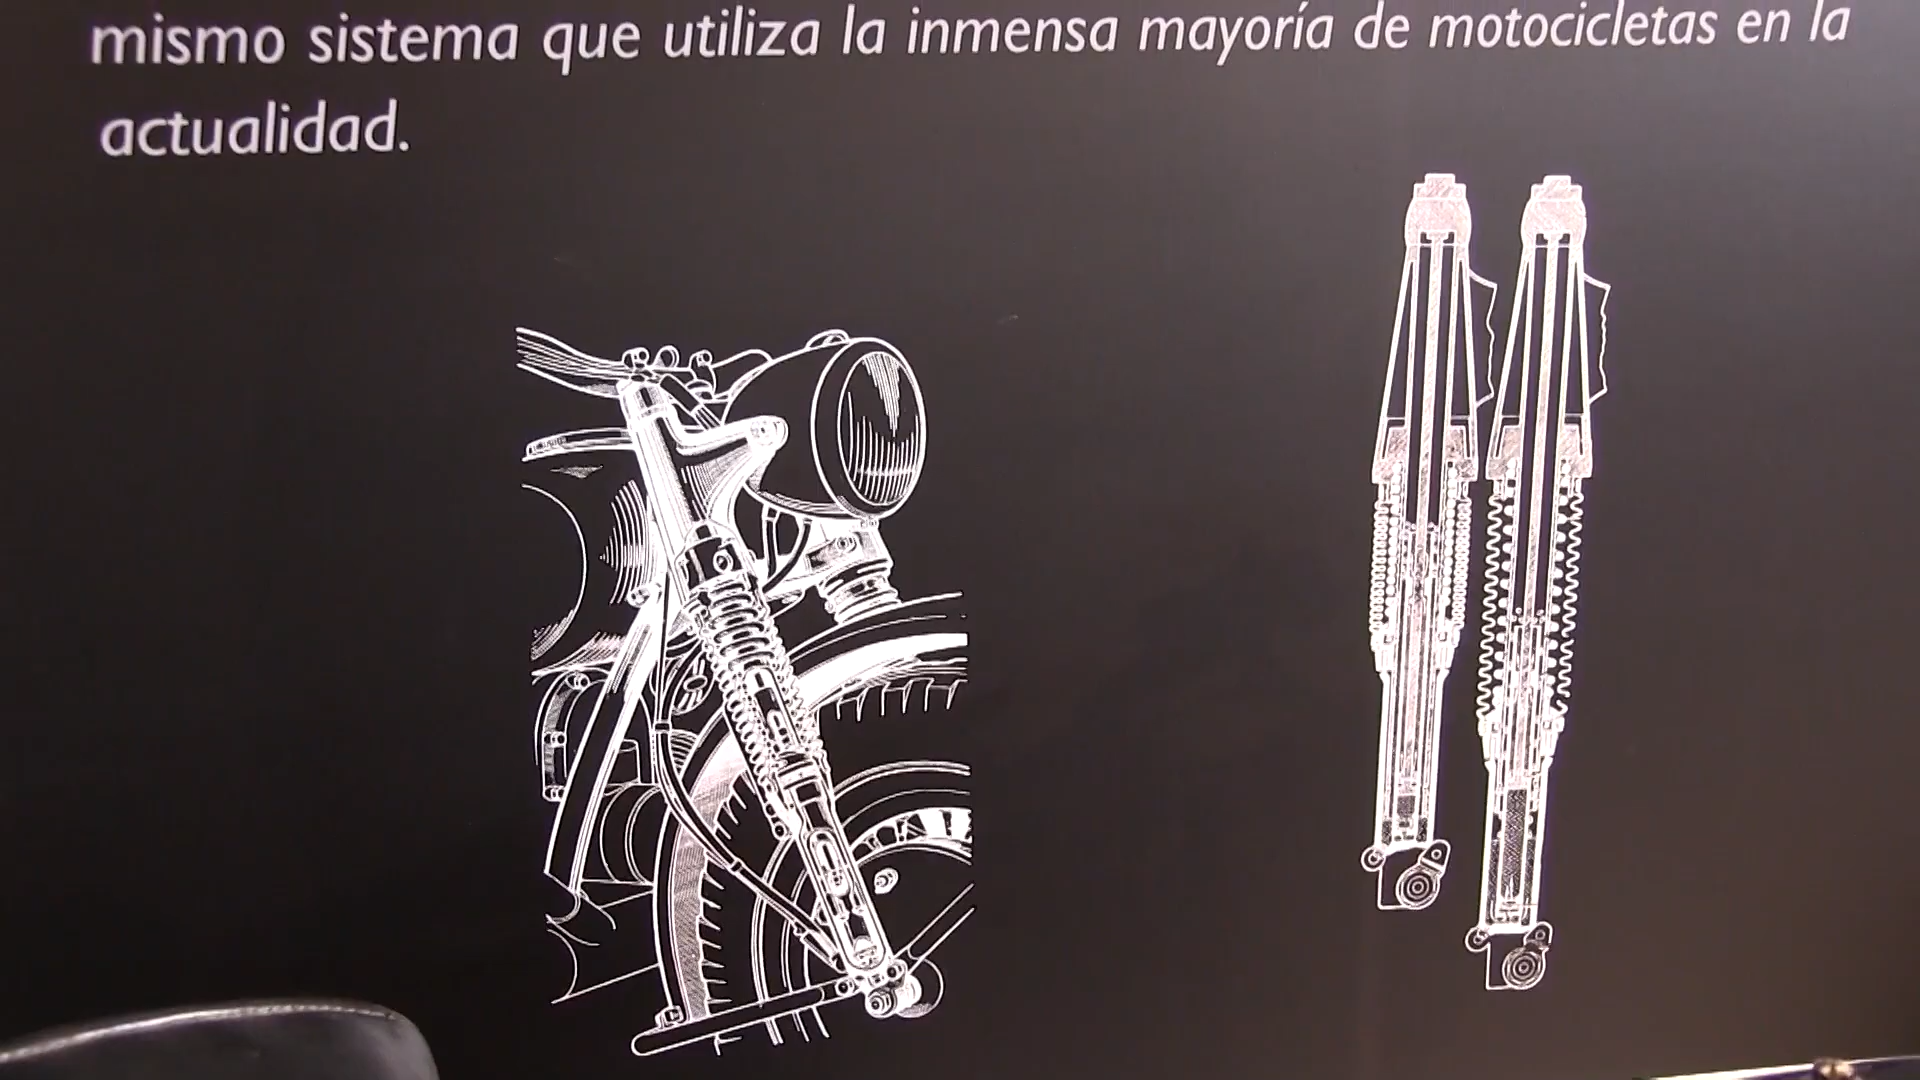 mismo sistema que utiliza la inmensa mayoría de motocicletas en la
actualidad.